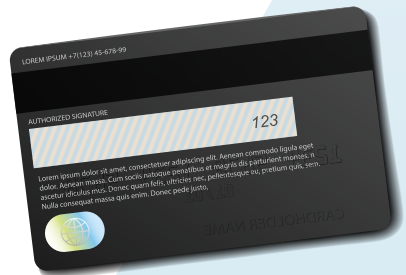 LOREM IPSUM +7(123) 45-678-99
AUTHORIZED SIGNATURE
123
Lorem ipsum dolor sit amet, consectetuer adipiscing elit. Aenean commodo ligula eget
dolor. Aenean massa. Cum sociis natoque penatibus et magnis dis parturient montes, n
ascetur ridiculus mus. Donec quam felis, ultricies nec, pellentesque eu, pretium quis, sem.
Nulla consequat massa quis enim. Donec pede justo,
CARDHOLDER NAME